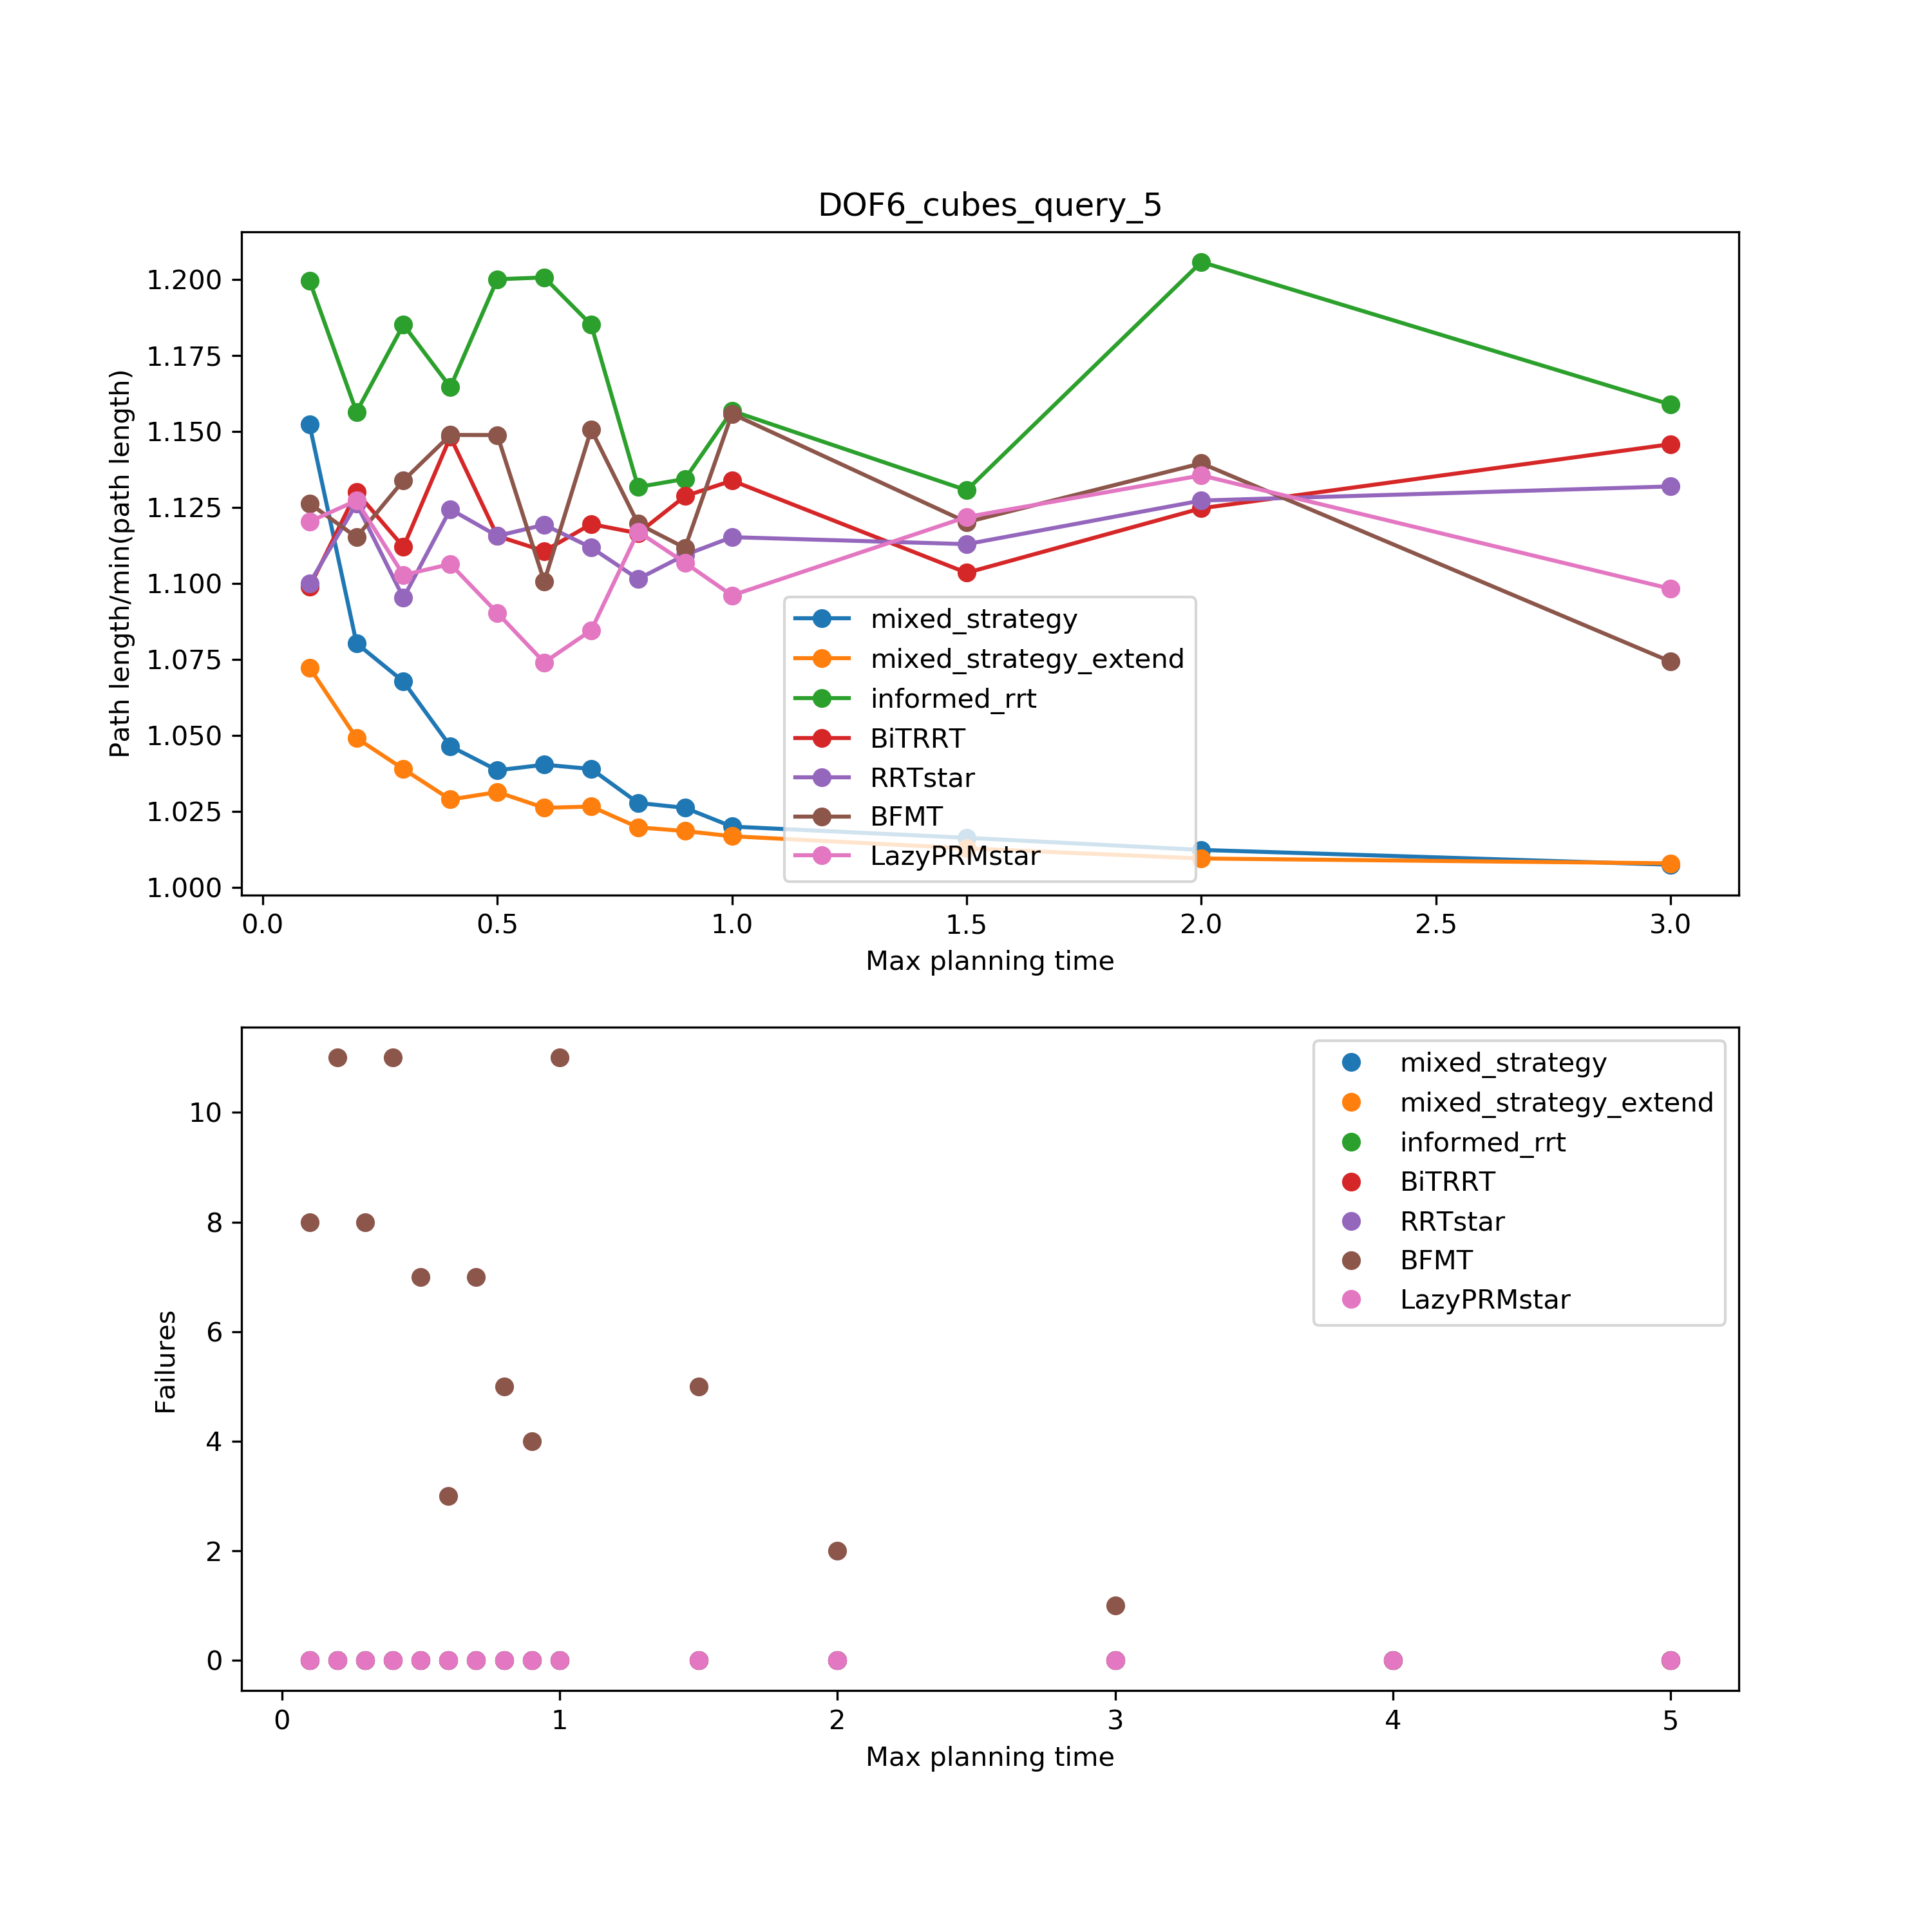 DOF6_cubes_query_5
Path length/min(path length)
1.200
1.175
1.150
1.125
1.100
1.075
1.050
1.025
1.000
mixed_strategy
mixed_strategy_extend
informed_rrt
BiTRRT
RRTstar
BFMT
LazyPRMstar
0.0 0.5 1.0 1.5 2.0 2.5 3.0
Max planning time
Failures
10
8
6
4
2
0
mixed_strategy
mixed_strategy_extend
informed_rrt
BiTRRT
RRTstar
BFMT
LazyPRMstar
0 1 2 3 4 5
Max planning time